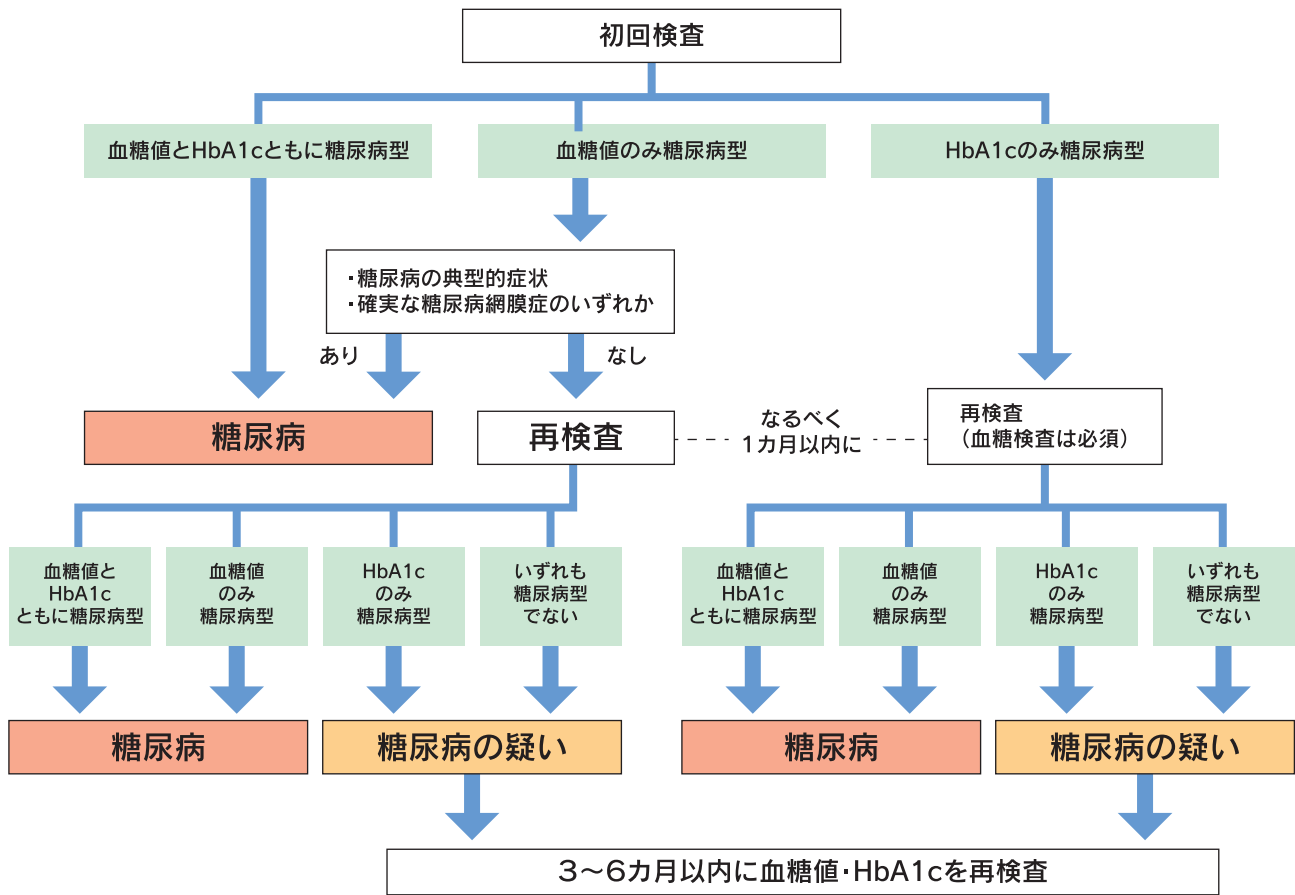 初回検査
血糖値とHbA1cともに糖尿病型
血糖値のみ糖尿病型
HbA1cのみ糖尿病型
・糖尿病の典型的症状
・確実な糖尿病網膜症のいずれか
あり
なし
糖尿病
再検査
なるべく
1カ月以内に
再検査
（血糖検査は必須）
血糖値と
HbA1c
ともに糖尿病型
血糖値
のみ
糖尿病型
HbA1c
のみ
糖尿病型
いずれも
糖尿病型
でない
血糖値と
HbA1c
ともに糖尿病型
血糖値
のみ
糖尿病型
HbA1c
のみ
糖尿病型
いずれも
糖尿病型
でない
糖尿病
糖尿病の疑い
糖尿病
糖尿病の疑い
3〜6カ月以内に血糖値・HbA1cを再検査